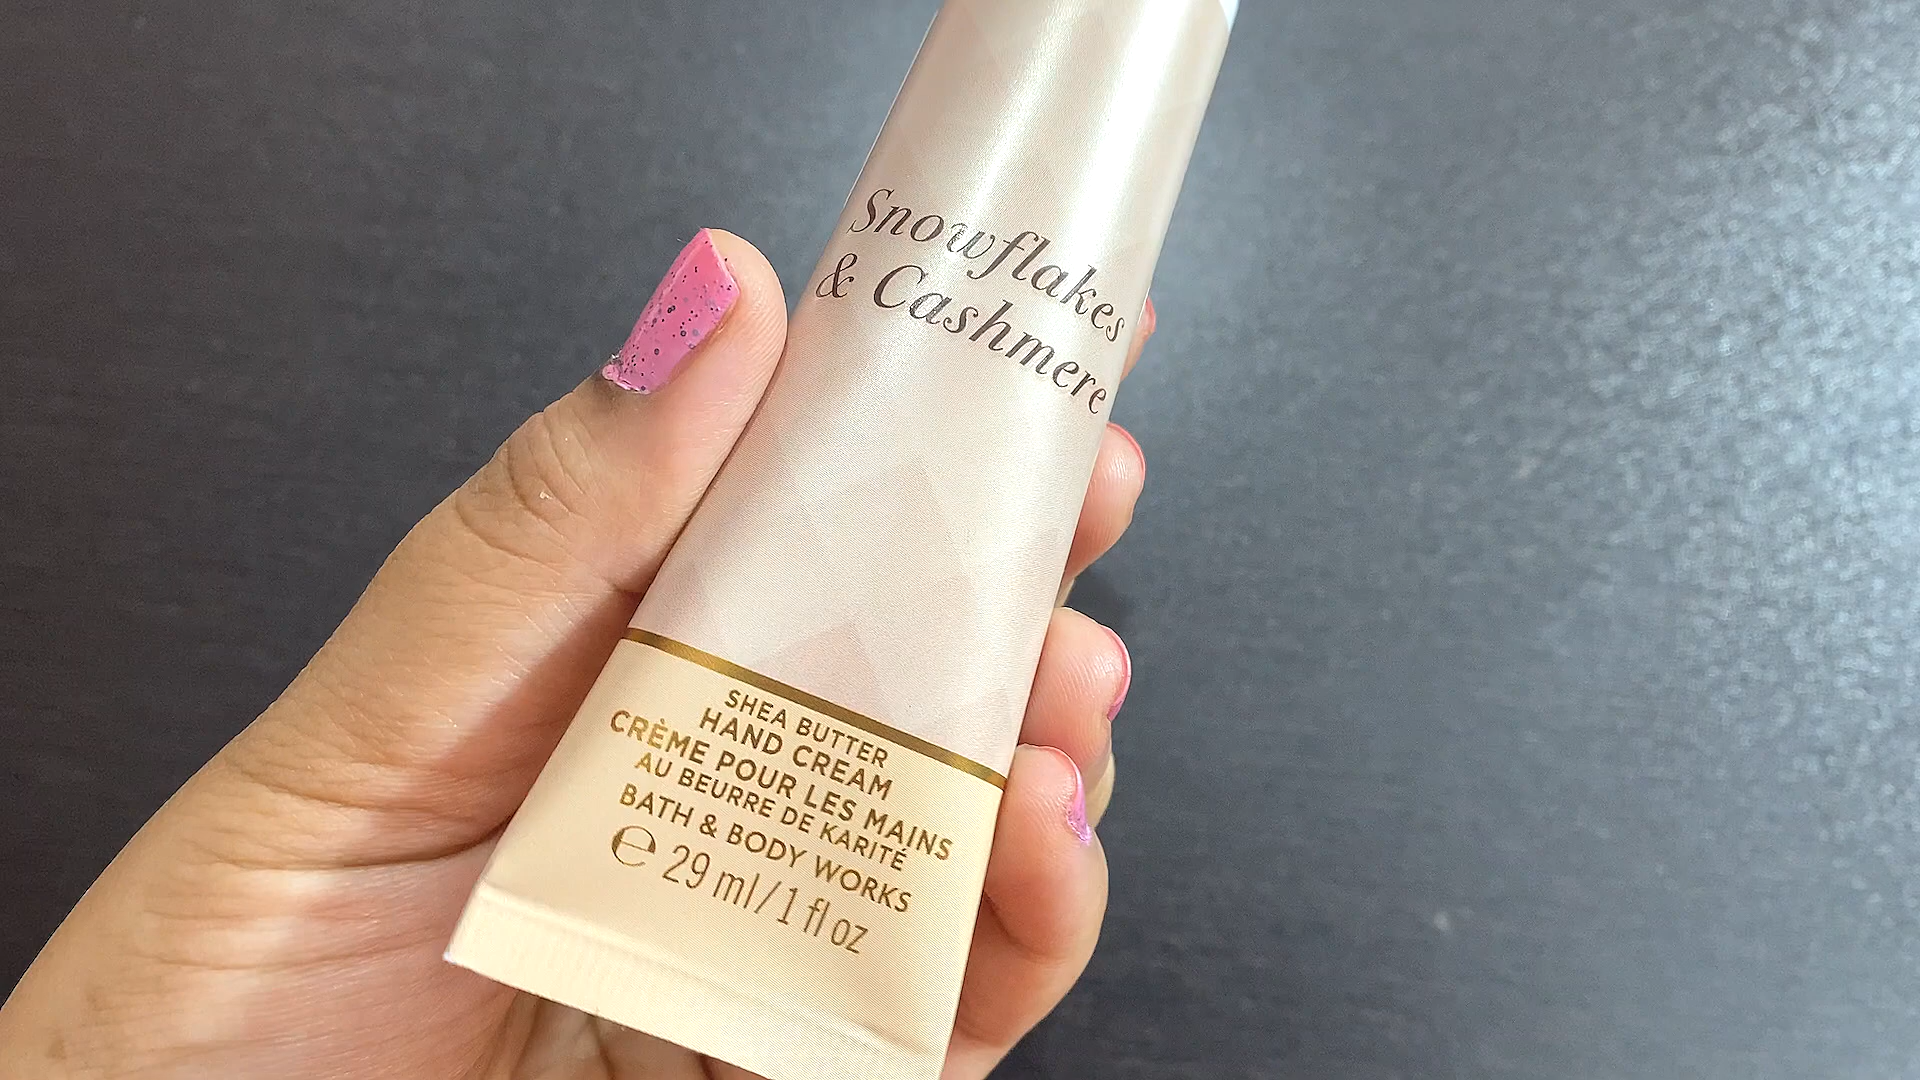 Snowflakes
& Cashmere
SHEA BUTTER
HAND CREAM
CRÈME POUR LES MAINS
AU BEURRE DE KARITÉ
BATH & BODY WORKS
℮ 29 ml/1 fl oz